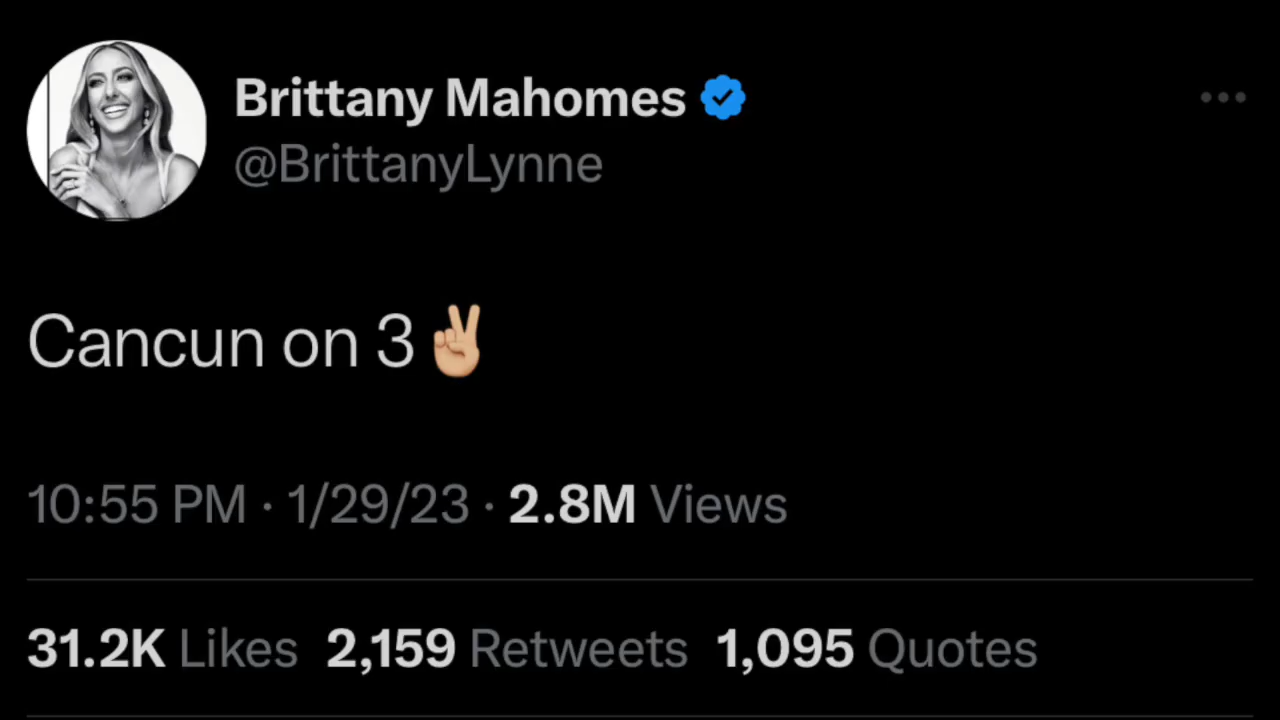 Brittany Mahomes
@BrittanyLynne
Cancun on 3✌🏼
10:55 PM · 1/29/23 · 2.8M Views
31.2K Likes 2,159 Retweets 1,095 Quotes